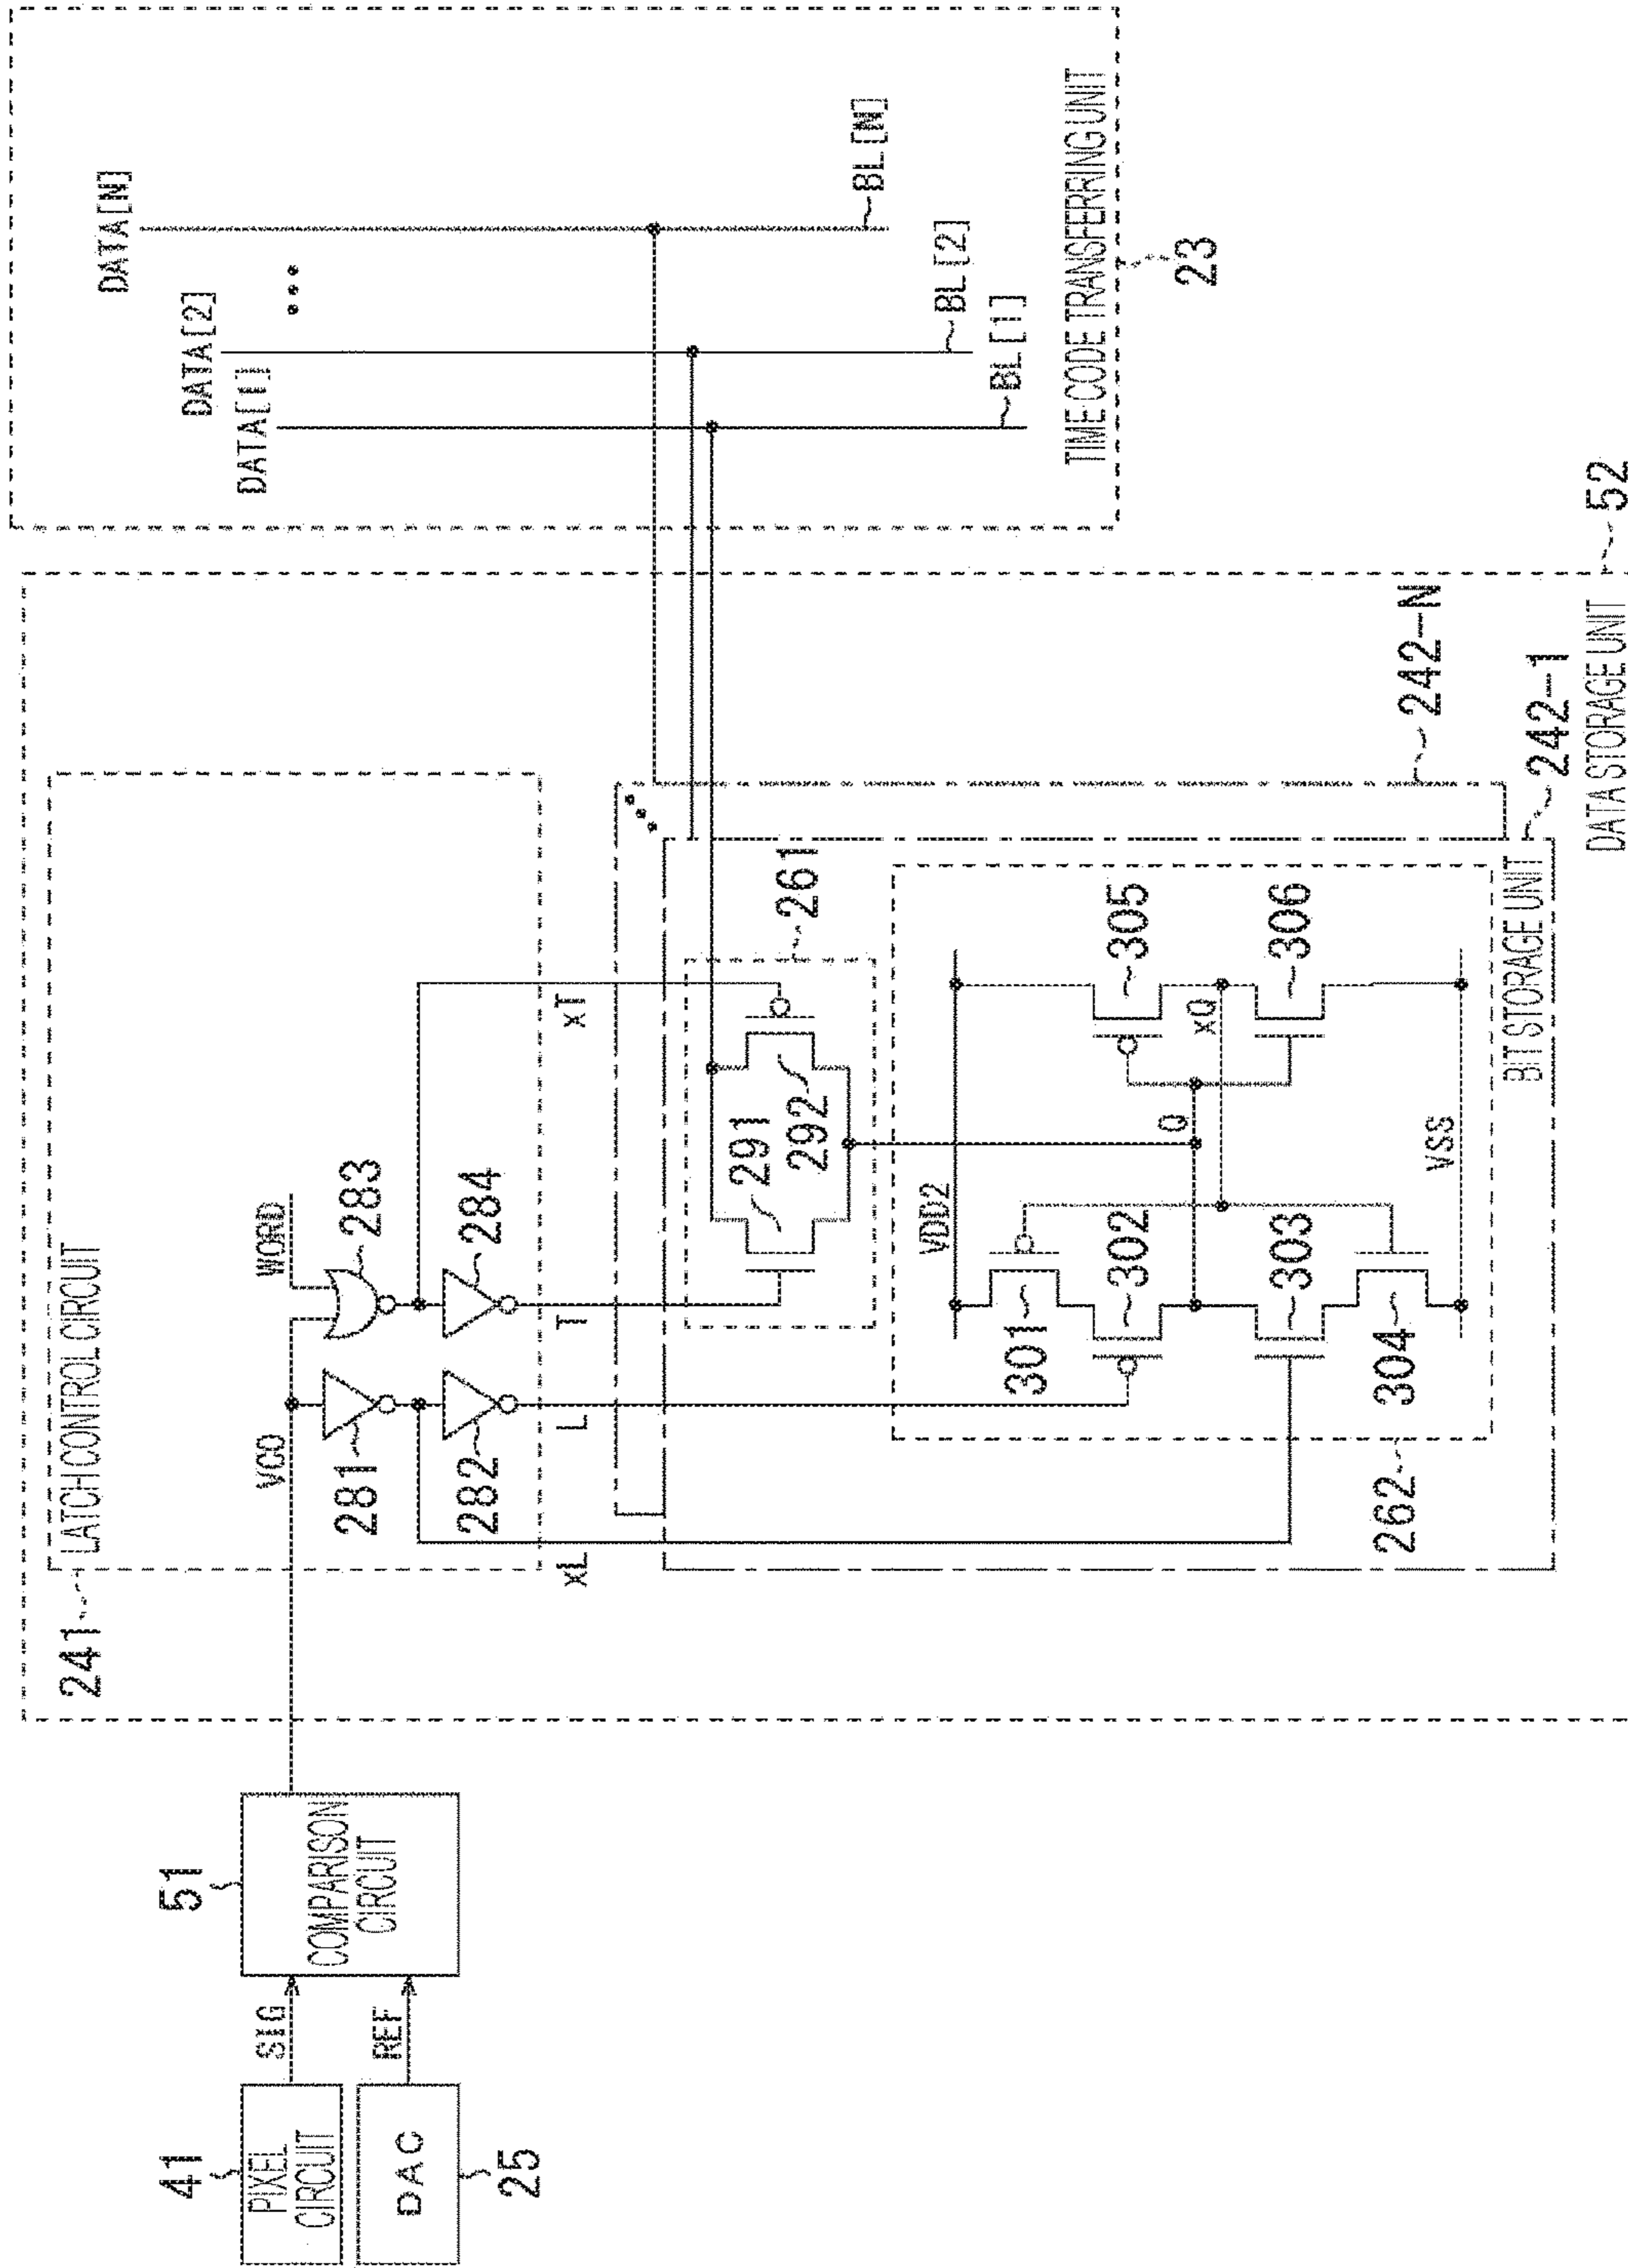 41
PIXEL
CIRCUIT
DAC
25
SIG
REF
51
COMPARISON
CIRCUIT
241
LATCH CONTROL CIRCUIT
VCO
WORD
281
282
283
284
xL
L
T
xT
261
291
292
VDD2
301
302
303
304
305
306
Q
xQ
VSS
262
BIT STORAGE UNIT
242-1
242-N
DATA STORAGE UNIT
52
DATA[1]
DATA[2]
DATA[N]
BL[1]
BL[2]
BL[N]
TIME CODE TRANSFERRING UNIT
23